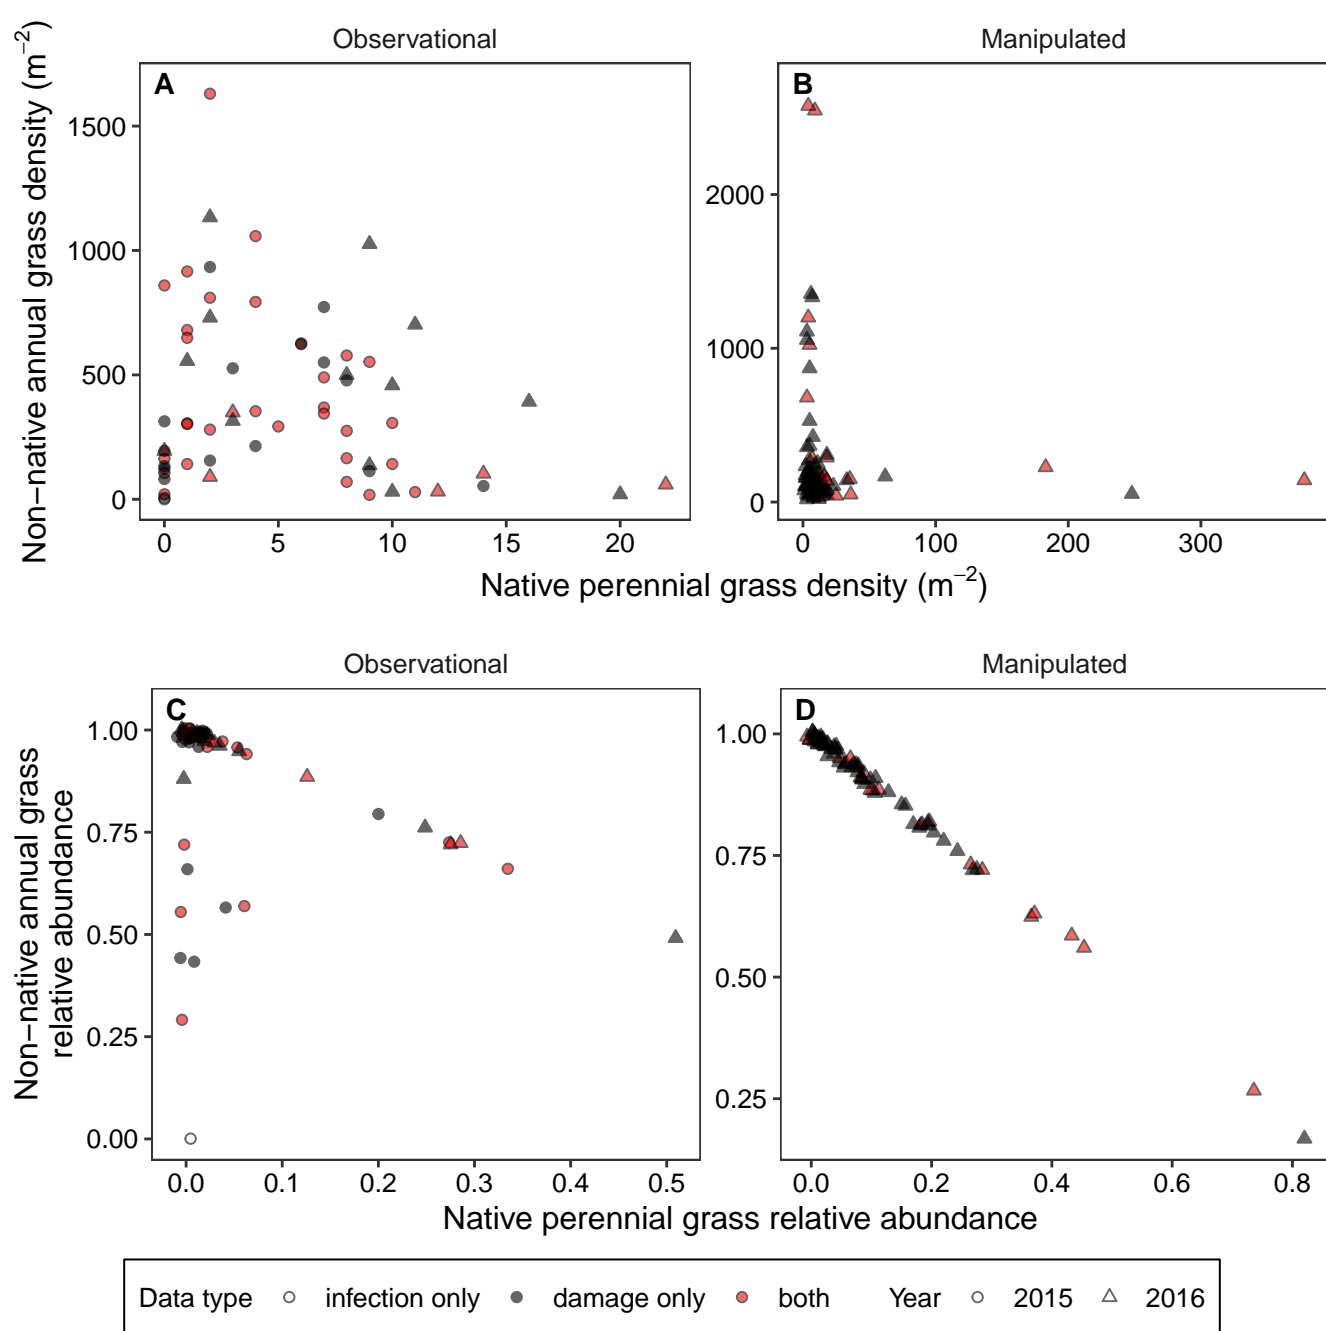 Observational
Manipulated
A
B
Non−native annual grass density (m−2)
1500
1000
500
0
2000
1000
0
0 5 10 15 20
0 100 200 300
Native perennial grass density (m−2)
Observational
Manipulated
C
D
Non−native annual grass
relative abundance
1.00
0.75
0.50
0.25
0.00
1.00
0.75
0.50
0.25
0.0 0.1 0.2 0.3 0.4 0.5
0.0 0.2 0.4 0.6 0.8
Native perennial grass relative abundance
Data type infection only damage only both Year 2015 2016